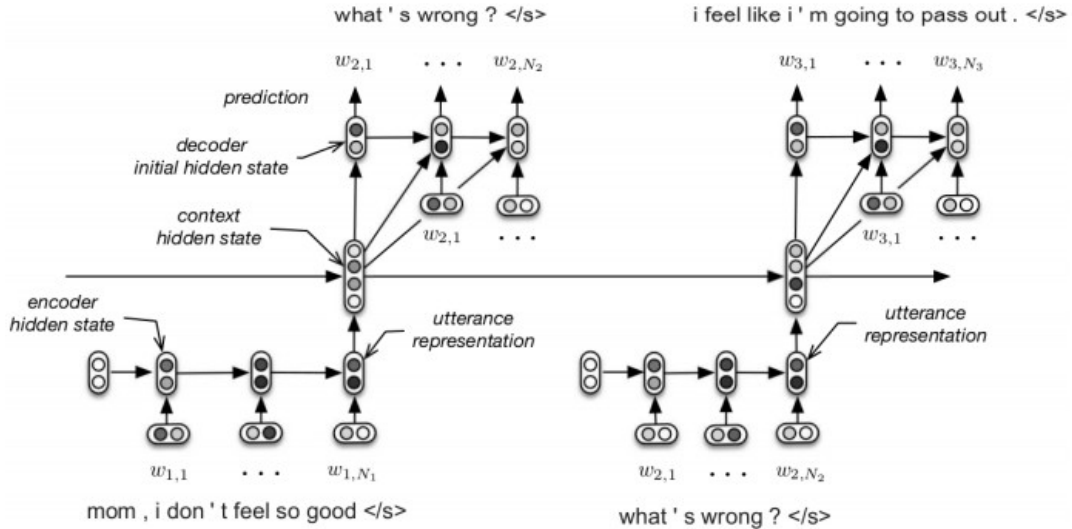 what ' s wrong ? </s>
i feel like i ' m going to pass out . </s>
w2,1 · · · w2,N2
w3,1 · · · w3,N3
prediction
decoder
initial hidden state
context
hidden state
w2,1 · · ·
w3,1 · · ·
encoder
hidden state
utterance
representation
utterance
representation
w1,1 · · · w1,N1
w2,1 · · · w2,N2
mom , i don ' t feel so good </s>
what ' s wrong ? </s>